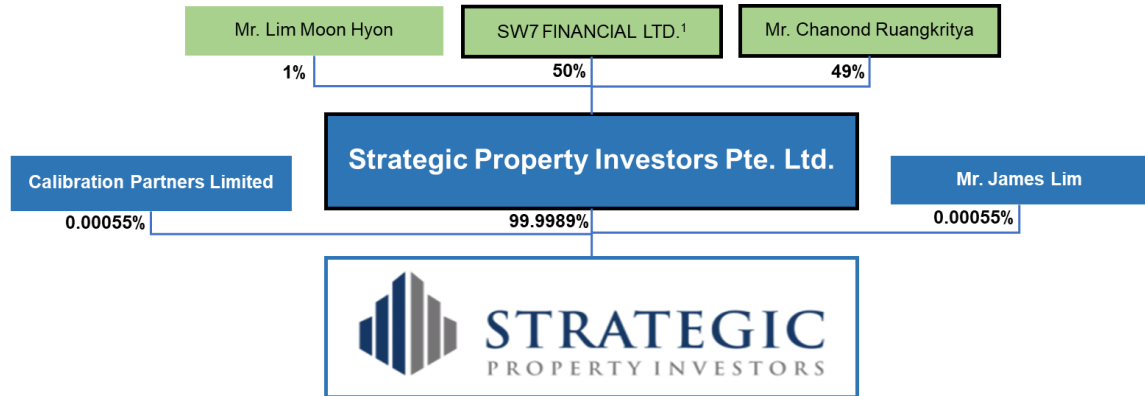 Mr. Lim Moon Hyon
SW7 FINANCIAL LTD.¹
Mr. Chanond Ruangkritya
1%
50%
49%
Strategic Property Investors Pte. Ltd.
Calibration Partners Limited
Mr. James Lim
0.00055%
99.9989%
0.00055%
STRATEGIC
PROPERTY INVESTORS